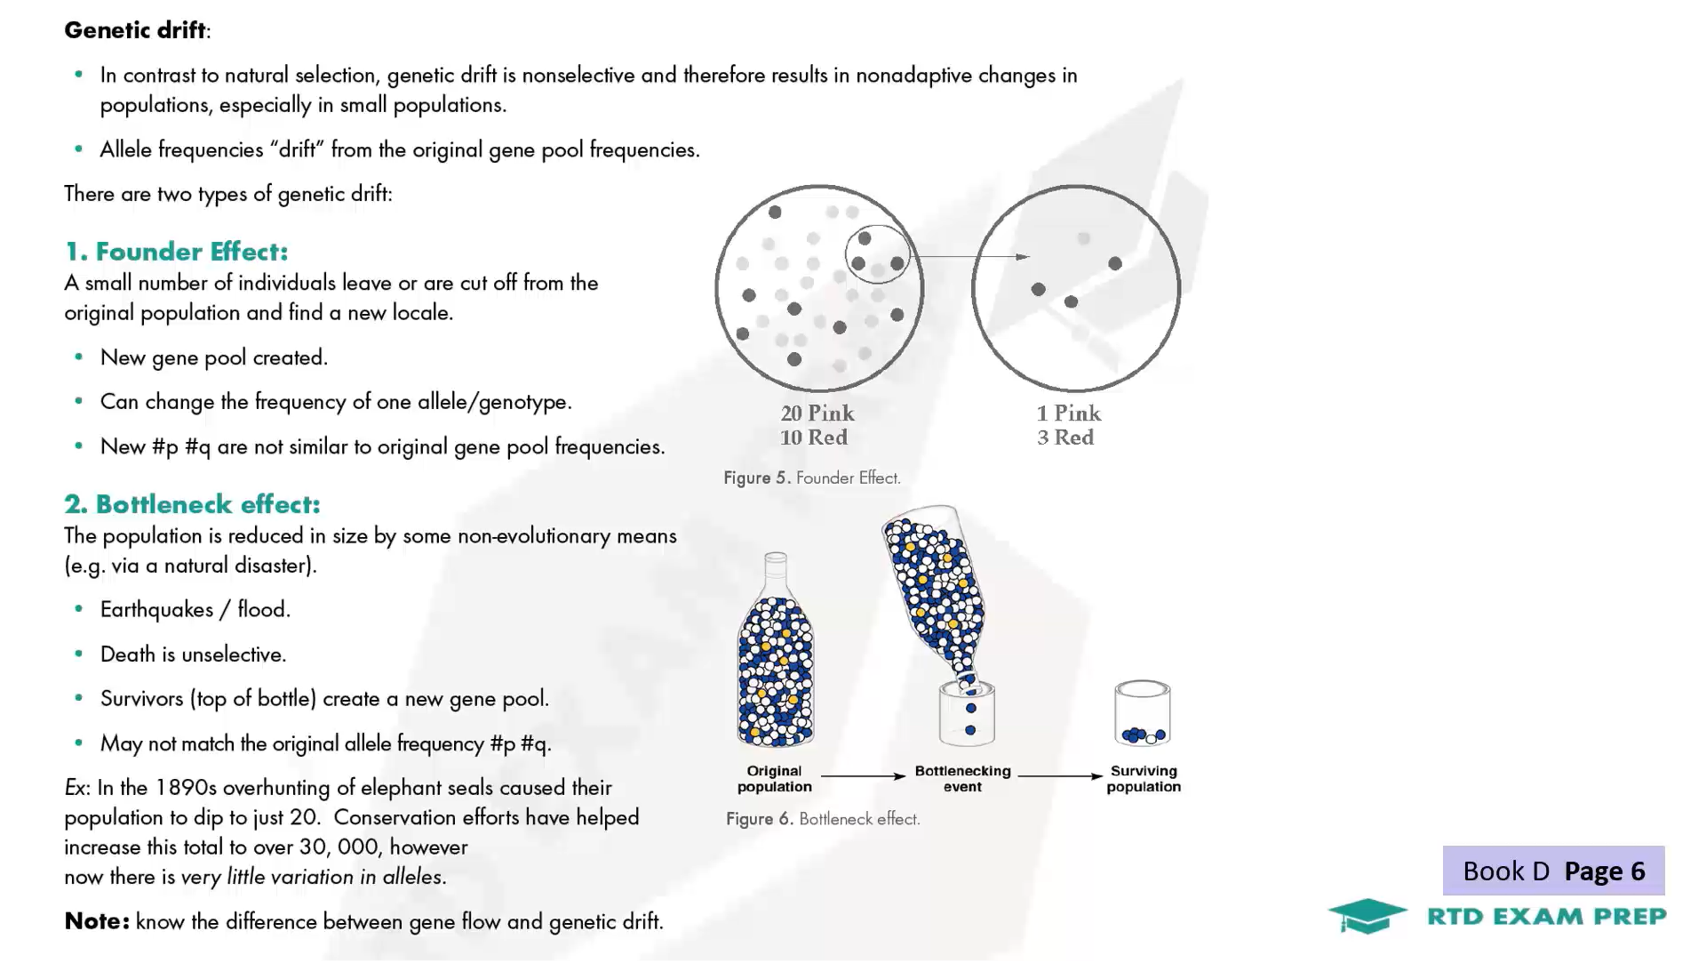 Genetic drift:
• In contrast to natural selection, genetic drift is nonselective and therefore results in nonadaptive changes in
populations, especially in small populations.
• Allele frequencies “drift” from the original gene pool frequencies.
There are two types of genetic drift:
1. Founder Effect:
A small number of individuals leave or are cut off from the
original population and find a new locale.
• New gene pool created.
• Can change the frequency of one allele/genotype.
• New #p #q are not similar to original gene pool frequencies.
20 Pink
10 Red
1 Pink
3 Red
Figure 5. Founder Effect.
2. Bottleneck effect:
The population is reduced in size by some non-evolutionary means
(e.g. via a natural disaster).
• Earthquakes / flood.
• Death is unselective.
• Survivors (top of bottle) create a new gene pool.
• May not match the original allele frequency #p #q.
Ex: In the 1890s overhunting of elephant seals caused their
population to dip to just 20. Conservation efforts have helped
increase this total to over 30, 000, however
now there is very little variation in alleles.
Note: know the difference between gene flow and genetic drift.
Original
population
Bottlenecking
event
Surviving
population
Figure 6. Bottleneck effect.
Book D Page 6
RTD EXAM PREP